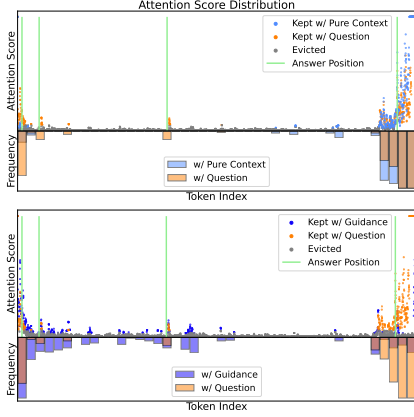 Attention Score Distribution
Attention Score
Kept w/ Pure Context
Kept w/ Question
Evicted
Answer Position
Frequency
w/ Pure Context
w/ Question
Token Index
Attention Score
Kept w/ Guidance
Kept w/ Question
Evicted
Answer Position
Frequency
w/ Guidance
w/ Question
Token Index